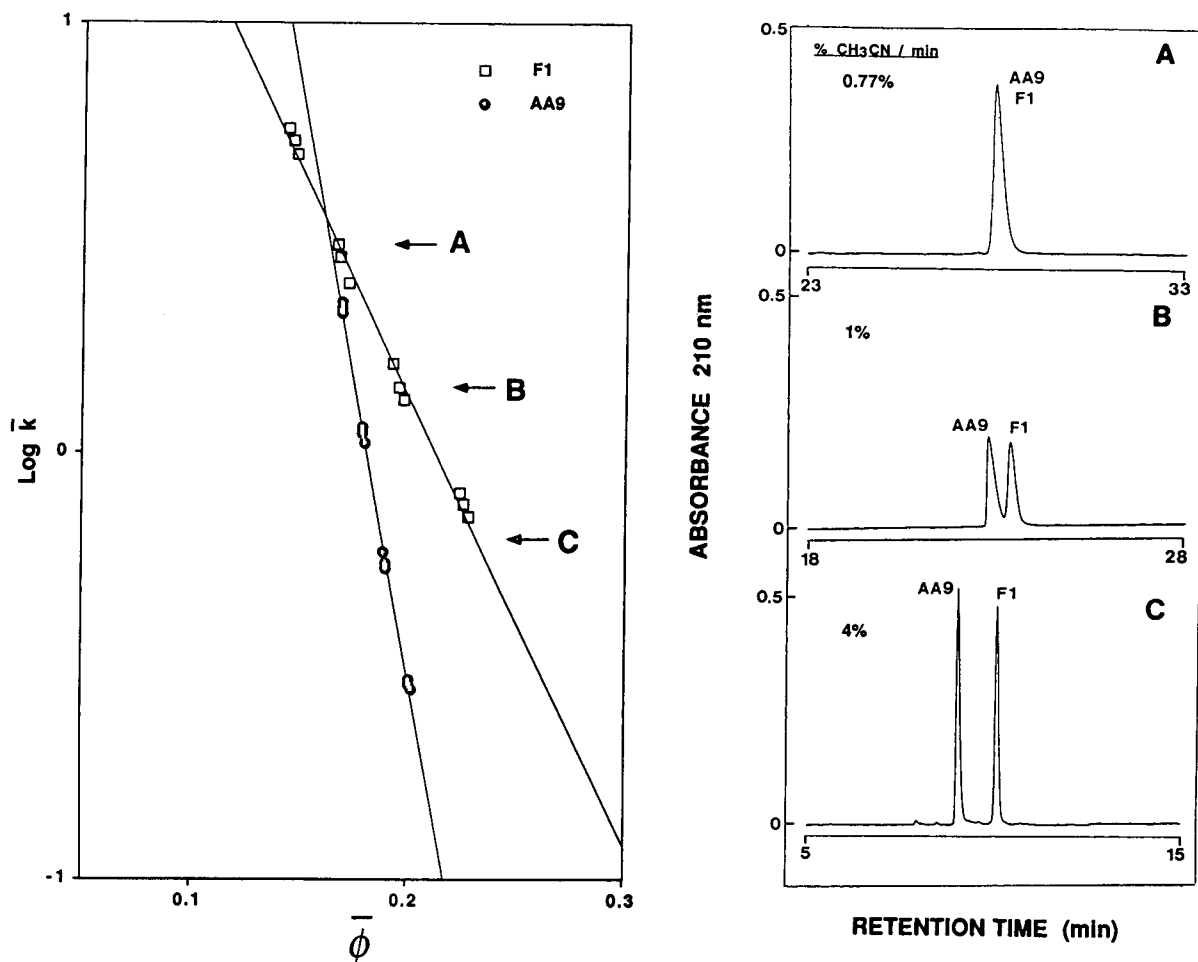 1
0
-1
Log k̄
0.1
0.2
0.3
ϕ̄
F1
AA9
A
B
C
ABSORBANCE 210 nm
0.5
0
% CH3CN / min
0.77%
A
AA9
F1
23
33
0.5
0
1%
B
AA9
F1
18
28
0.5
0
4%
C
AA9
F1
5
15
RETENTION TIME (min)